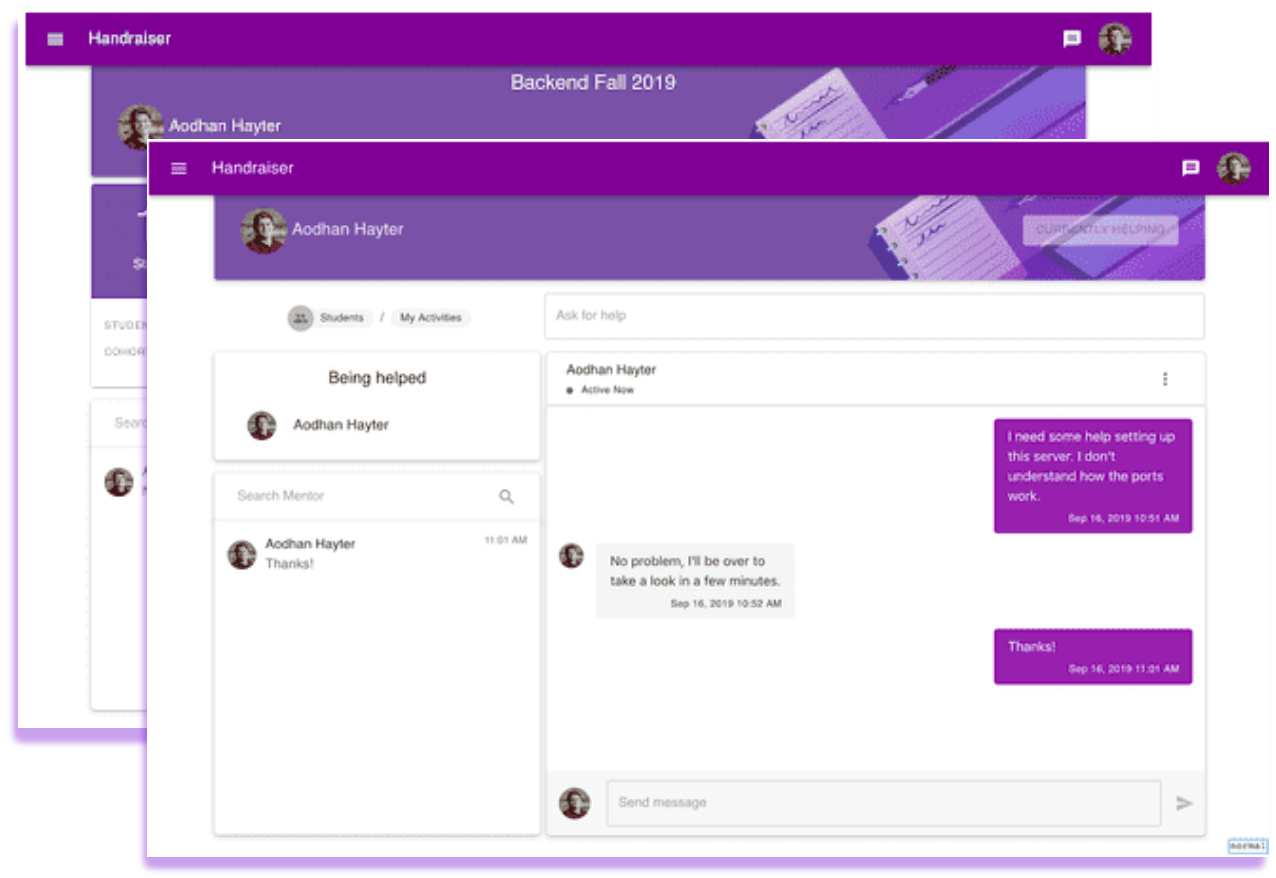 Handraiser
Backend Fall 2019
Aodhan Hayter
Search
Handraiser
Aodhan Hayter
CURRENTLY HELPING
Students / My Activities
Ask for help
Being helped
Aodhan Hayter
Search Mentor
Aodhan Hayter 11:01 AM
Thanks!
Aodhan Hayter
Active Now
I need some help setting up
this server. I don't
understand how the ports
work.
Sep 16, 2019 10:51 AM
No problem, I'll be over to
take a look in a few minutes.
Sep 16, 2019 10:52 AM
Thanks!
Sep 16, 2019 11:01 AM
Send message
normal